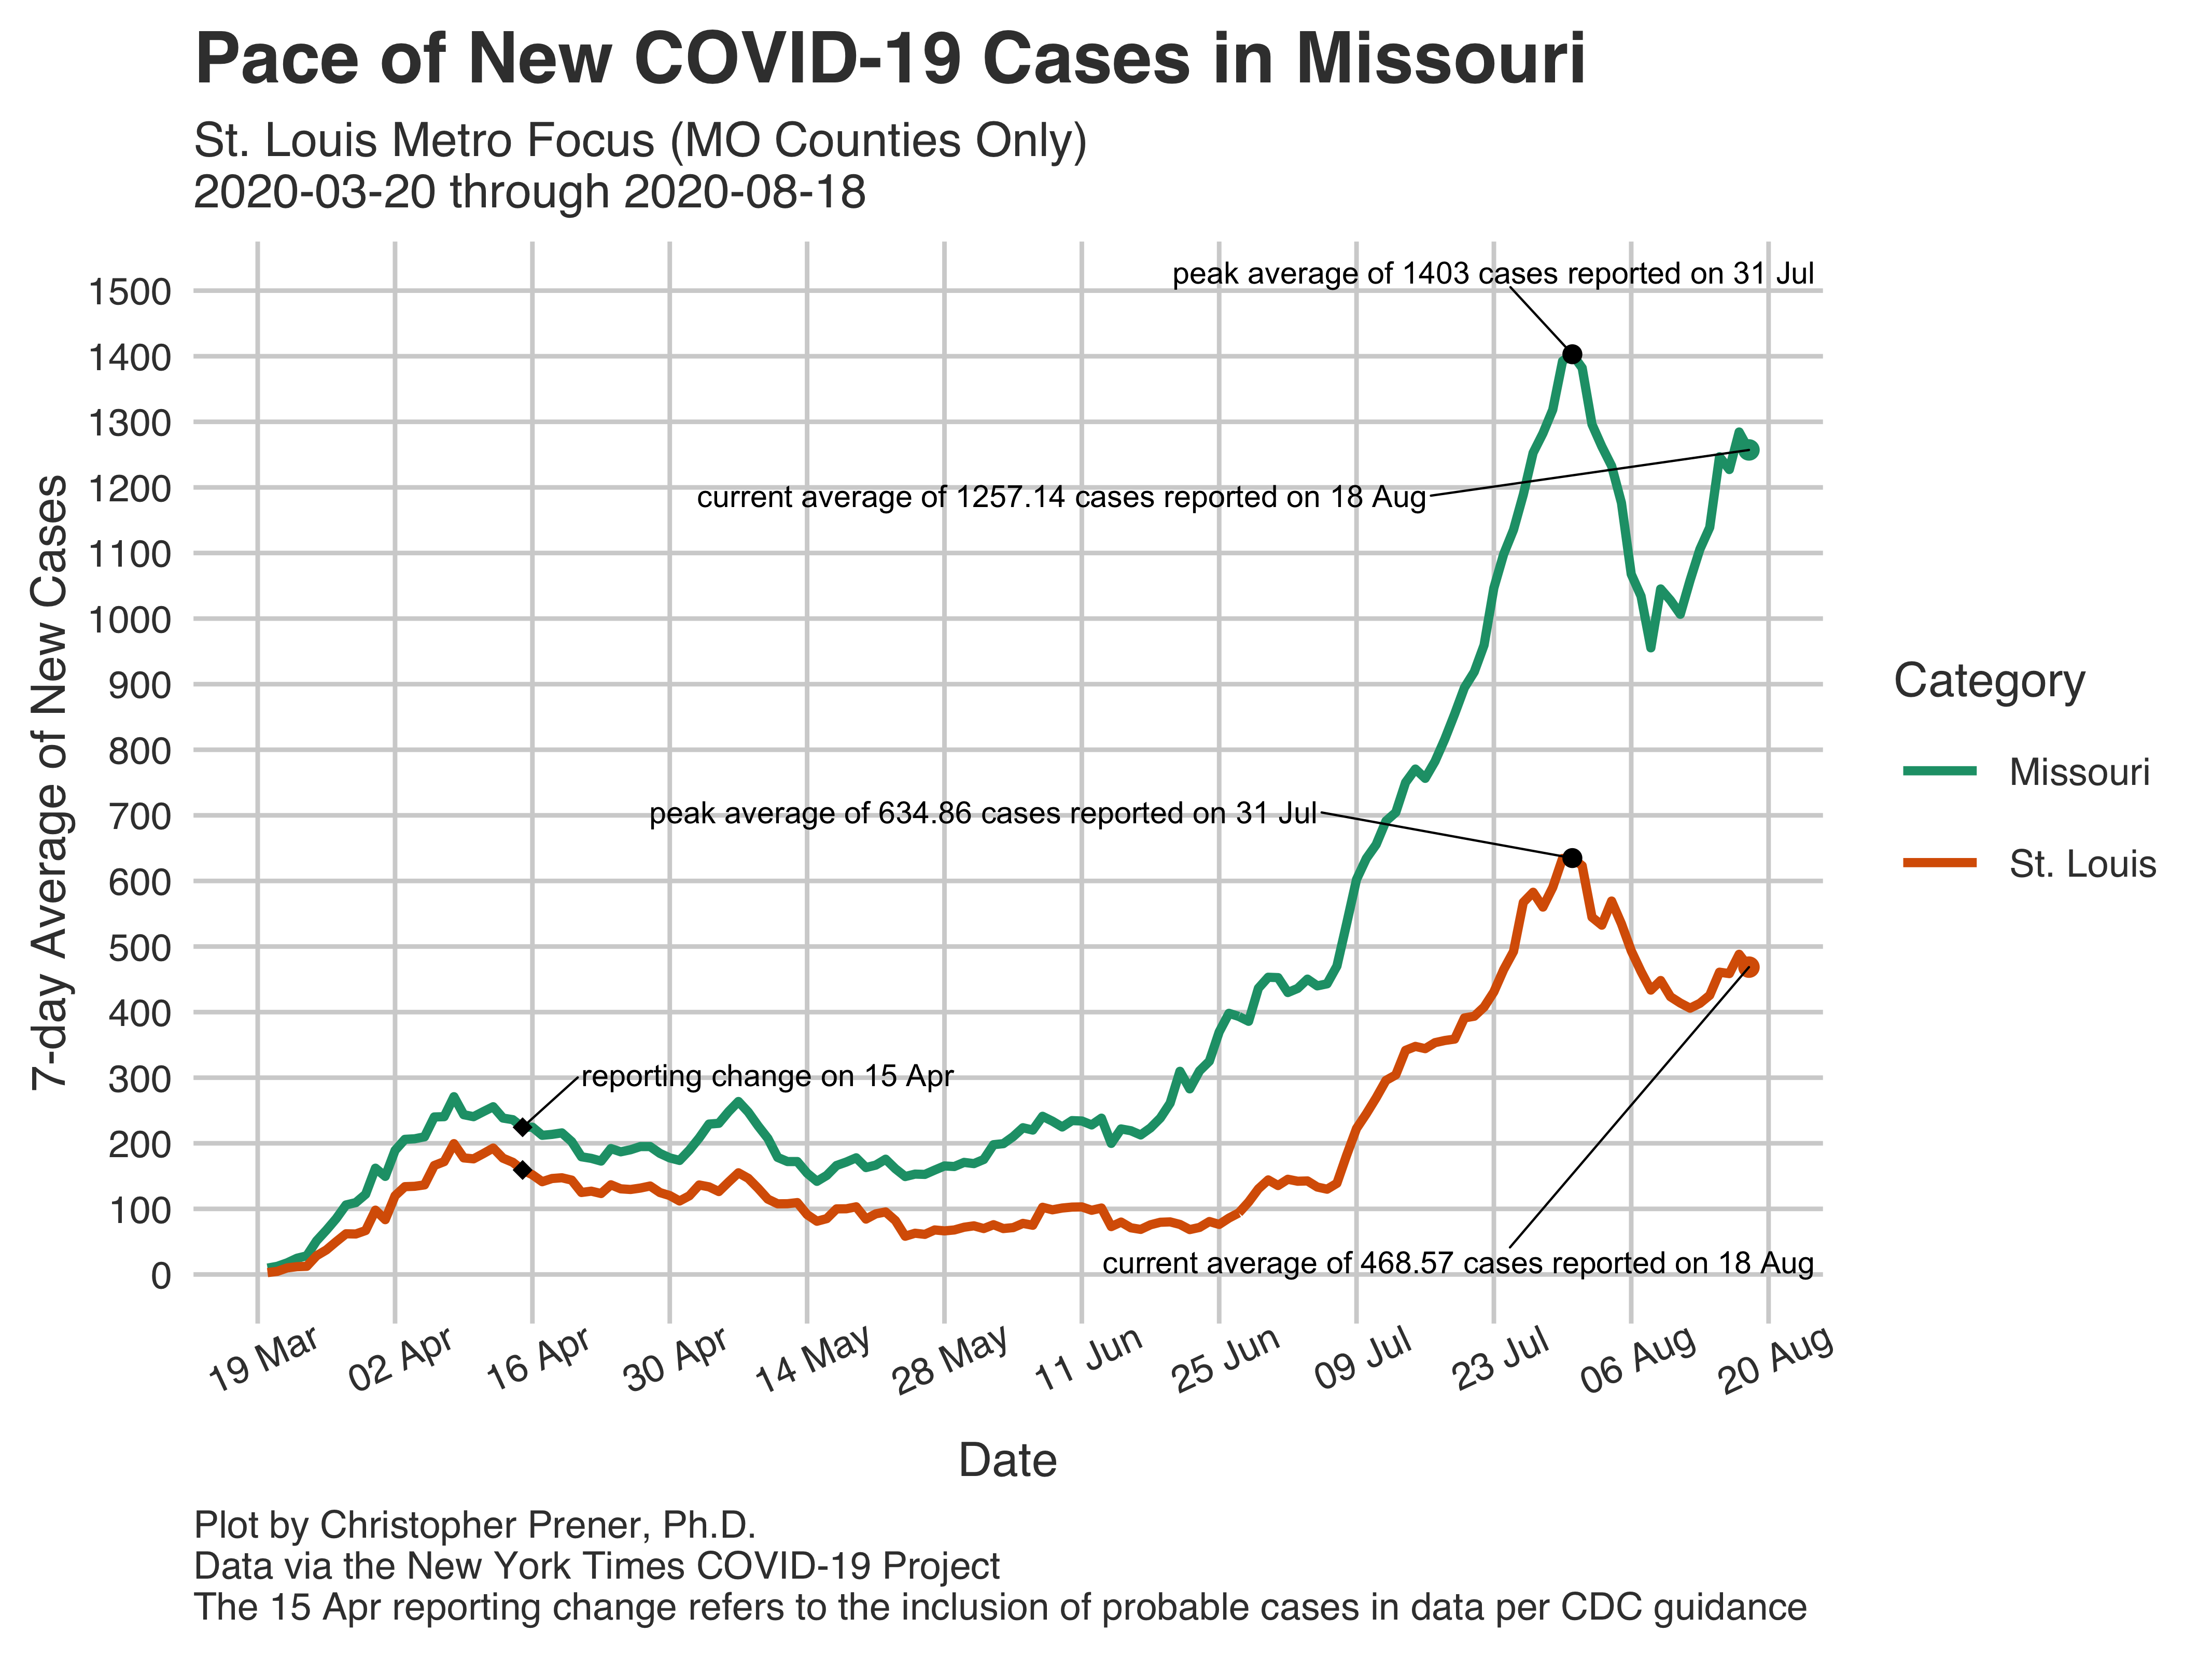 Pace of New COVID-19 Cases in Missouri
St. Louis Metro Focus (MO Counties Only)
2020-03-20 through 2020-08-18
peak average of 1403 cases reported on 31 Jul
current average of 1257.14 cases reported on 18 Aug
peak average of 634.86 cases reported on 31 Jul
reporting change on 15 Apr
current average of 468.57 cases reported on 18 Aug
7-day Average of New Cases
1500
1400
1300
1200
1100
1000
900
800
700
600
500
400
300
200
100
0
19 Mar
02 Apr
16 Apr
30 Apr
14 May
28 May
11 Jun
25 Jun
09 Jul
23 Jul
06 Aug
20 Aug
Date
Category
Missouri
St. Louis
Plot by Christopher Prener, Ph.D.
Data via the New York Times COVID-19 Project
The 15 Apr reporting change refers to the inclusion of probable cases in data per CDC guidance